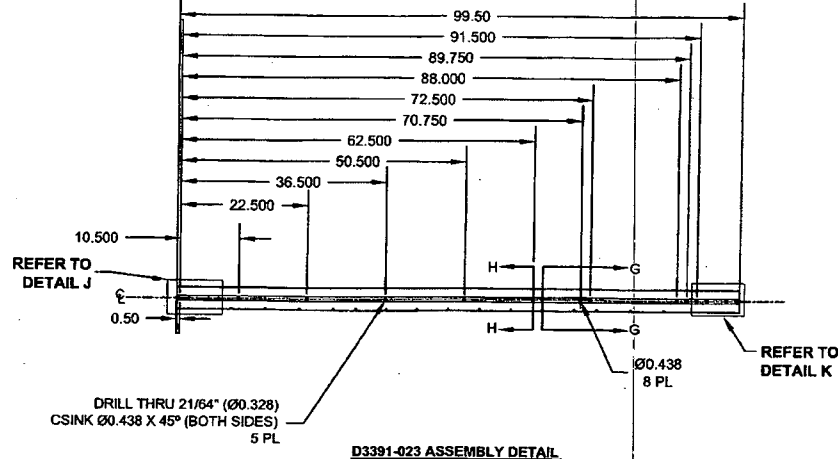 99.50
91.500
89.750
88.000
72.500
70.750
62.500
50.500
36.500
22.500
10.500
REFER TO
DETAIL J
H
G
℄
0.50
H
G
REFER TO
DETAIL K
Ø0.438
8 PL
DRILL THRU 21/64" (Ø0.328)
CSINK Ø0.438 X 45º (BOTH SIDES)
5 PL
D3391-023 ASSEMBLY DETAIL